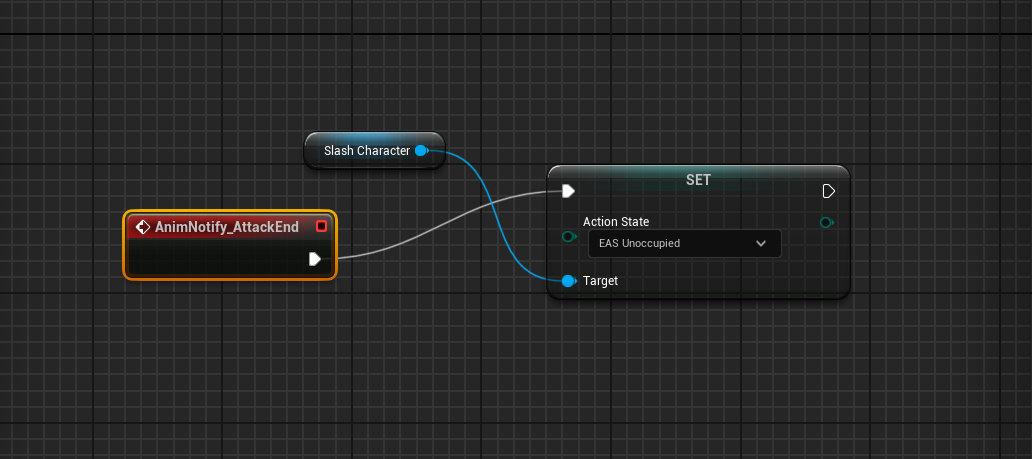 Slash Character
SET
AnimNotify_AttackEnd
Action State
EAS Unoccupied
Target